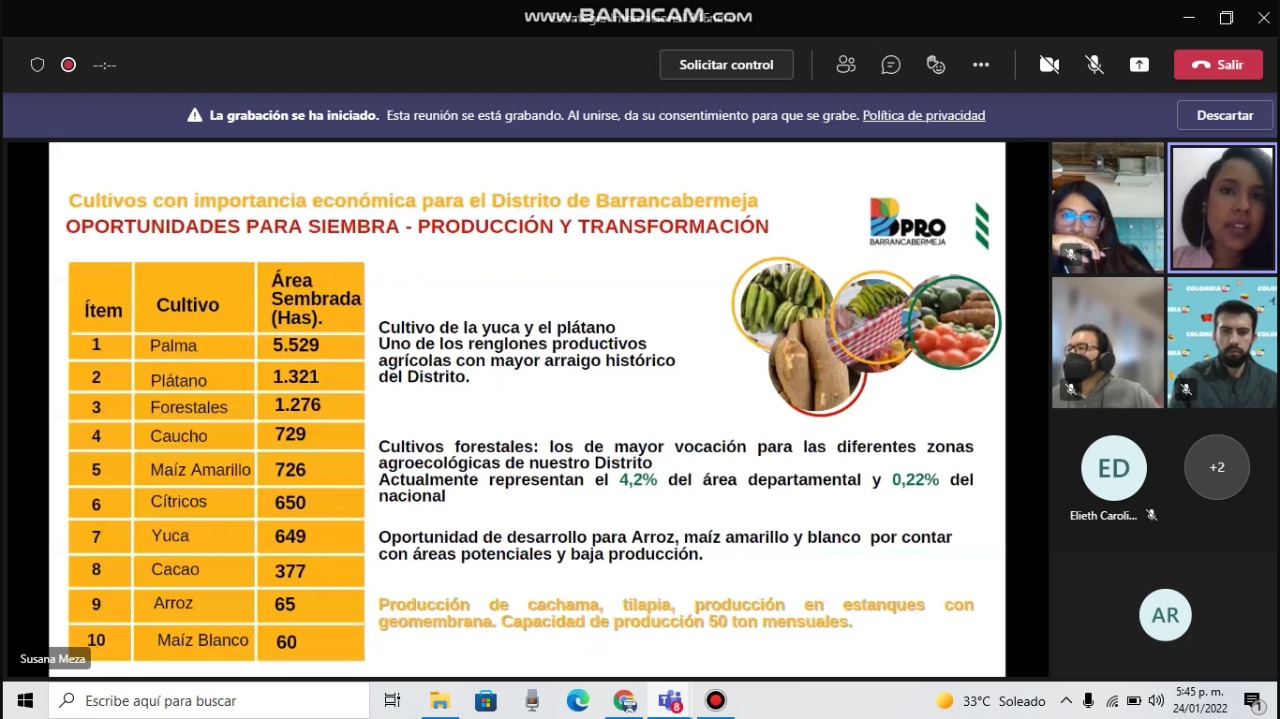 www.BANDICAM.com
--:--
Solicitar control
Salir
La grabación se ha iniciado. Esta reunión se está grabando. Al unirse, da su consentimiento para que se grabe. Política de privacidad
Descartar
Cultivos con importancia económica para el Distrito de Barrancabermeja
OPORTUNIDADES PARA SIEMBRA - PRODUCCIÓN Y TRANSFORMACIÓN
PRO
BARRANCABERMEJA
Ítem Cultivo Área Sembrada (Has).
1 Palma 5.529
2 Plátano 1.321
3 Forestales 1.276
4 Caucho 729
5 Maíz Amarillo 726
6 Cítricos 650
7 Yuca 649
8 Cacao 377
9 Arroz 65
10 Maíz Blanco 60
Cultivo de la yuca y el plátano
Uno de los renglones productivos
agrícolas con mayor arraigo histórico
del Distrito.
Cultivos forestales: los de mayor vocación para las diferentes zonas
agroecológicas de nuestro Distrito
Actualmente representan el 4,2% del área departamental y 0,22% del
nacional
Oportunidad de desarrollo para Arroz, maíz amarillo y blanco por contar
con áreas potenciales y baja producción.
Producción de cachama, tilapia, producción en estanques con
geomembrana. Capacidad de producción 50 ton mensuales.
Susana Meza
COLOMBIA
ED
+2
Elieth Caroli...
AR
Escribe aquí para buscar
8
33°C Soleado
5:45 p. m.
24/01/2022
1